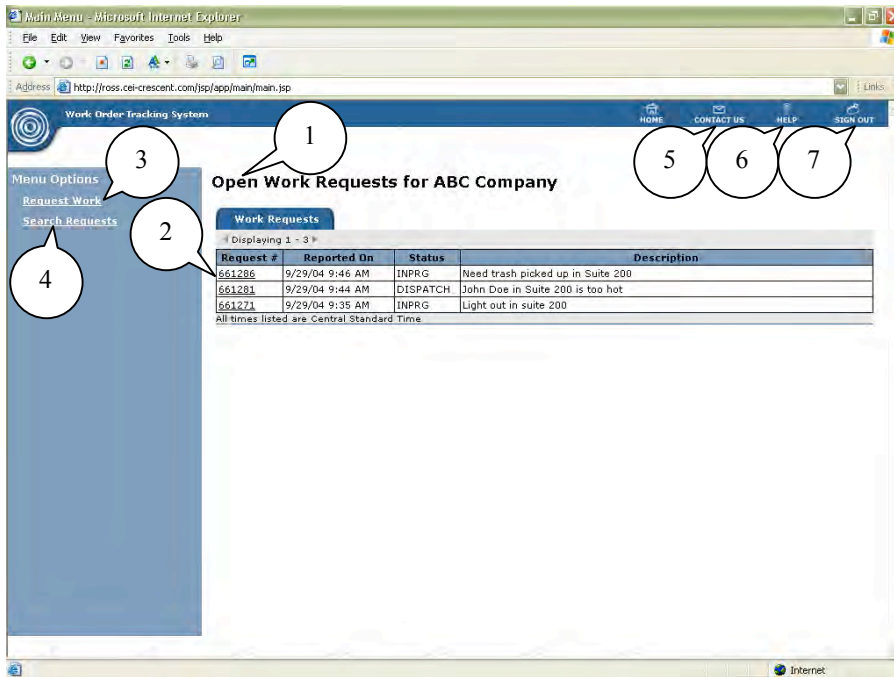 Main Menu - Microsoft Internet Explorer
File Edit View Favorites Tools Help
Address http://ross.cei-crescent.com/jsp/app/main/main.jsp Links
Work Order Tracking System
HOME CONTACT US HELP SIGN OUT
1
3
5 6 7
Menu Options
Open Work Requests for ABC Company
Request Work
Search Requests
2
4
Work Requests
Displaying 1 - 3
Request # Reported On Status Description
661286 9/29/04 9:46 AM INPRG Need trash picked up in Suite 200
661281 9/29/04 9:44 AM DISPATCH John Doe in Suite 200 is too hot
661271 9/29/04 9:35 AM INPRG Light out in suite 200
All times listed are Central Standard Time
Internet